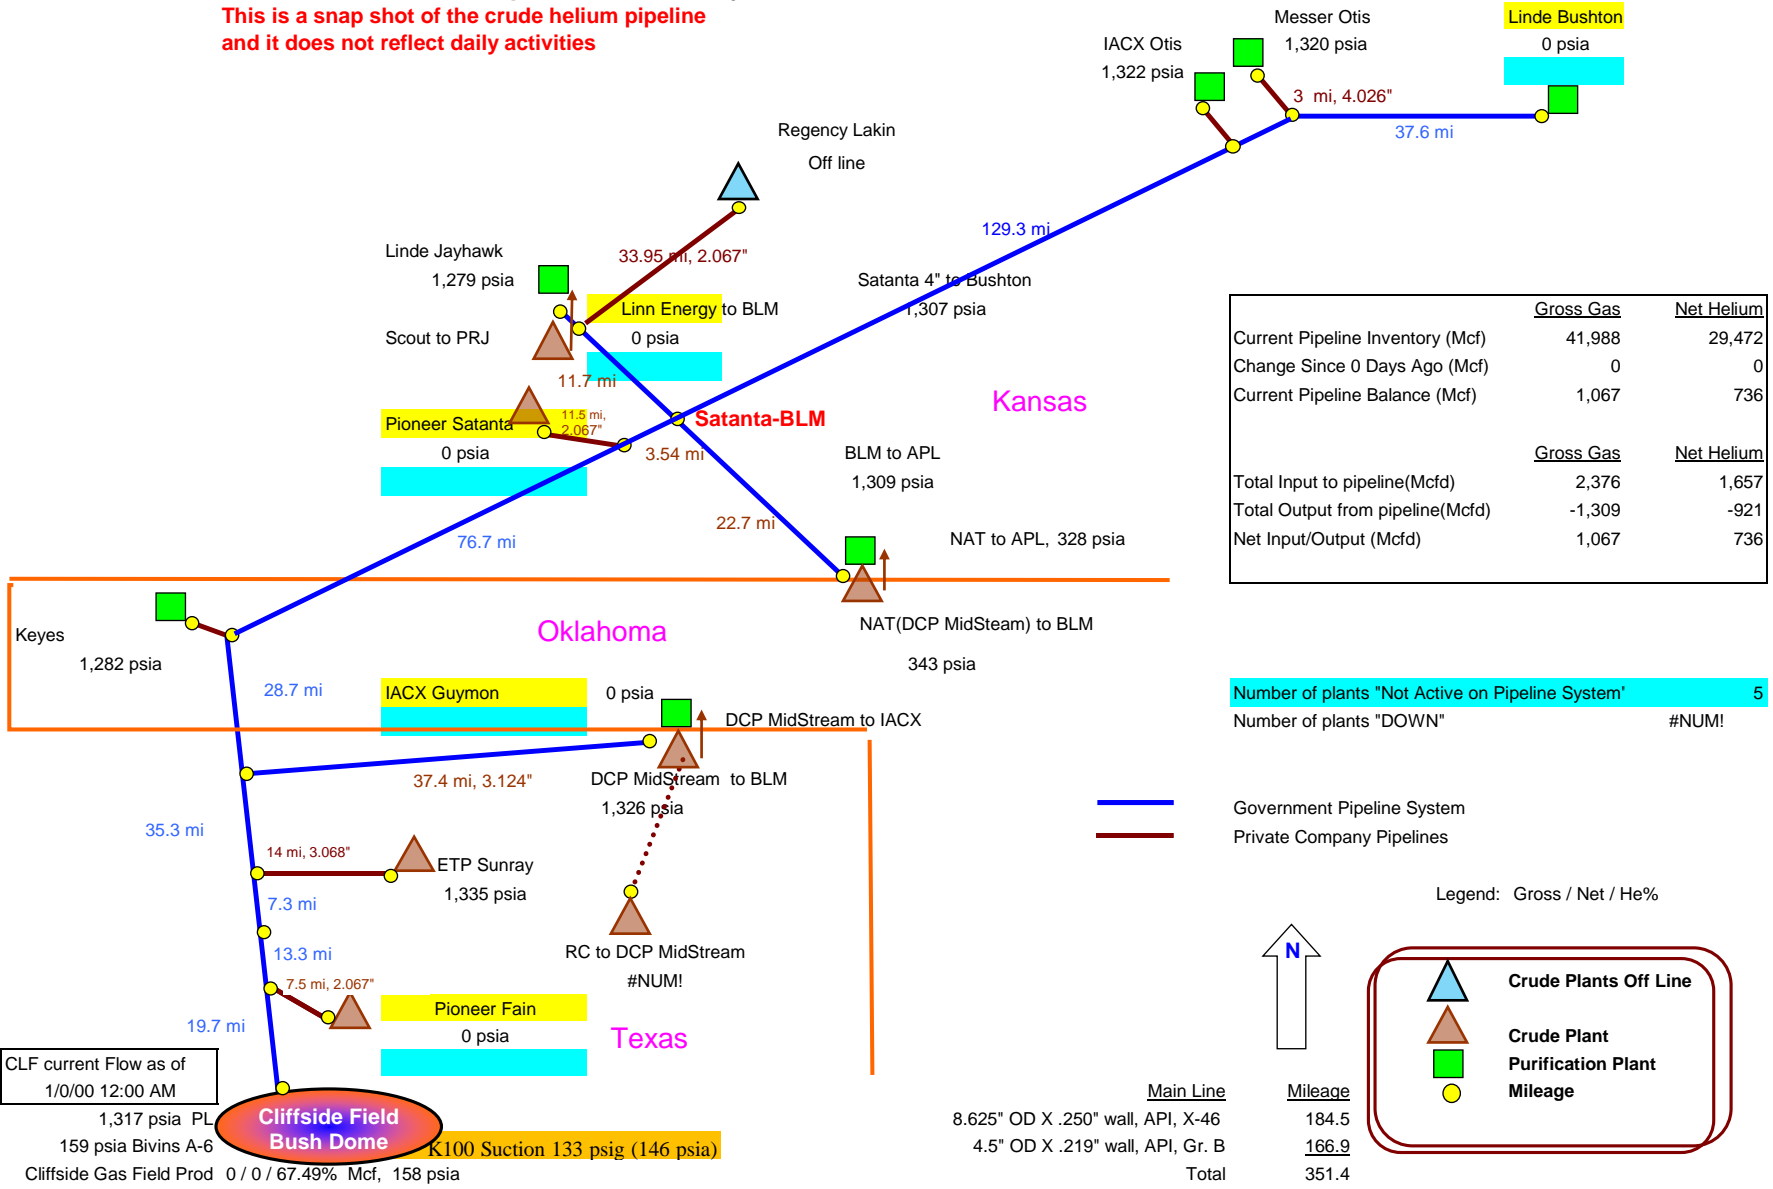 This is a snap shot of the crude helium pipeline
and it does not reflect daily activities
Messer Otis
1,320 psia
Linde Bushton
0 psia
IACX Otis
1,322 psia
3 mi, 4.026"
37.6 mi
Regency Lakin
Off line
129.3 mi
Linde Jayhawk
1,279 psia
33.95 mi, 2.067"
Satanta 4" to Bushton
1,307 psia
Linn Energy to BLM
0 psia
Scout to PRJ
11.7 mi
Kansas
Pioneer Satanta
0 psia
11.5 mi,
2.067"
Satanta-BLM
3.54 mi
BLM to APL
1,309 psia
22.7 mi
76.7 mi
NAT to APL, 328 psia
Gross Gas Net Helium
Current Pipeline Inventory (Mcf) 41,988 29,472
Change Since 0 Days Ago (Mcf) 0 0
Current Pipeline Balance (Mcf) 1,067 736
Gross Gas Net Helium
Total Input to pipeline(Mcfd) 2,376 1,657
Total Output from pipeline(Mcfd) -1,309 -921
Net Input/Output (Mcfd) 1,067 736
Keyes
1,282 psia
Oklahoma
NAT(DCP MidSteam) to BLM
343 psia
28.7 mi
IACX Guymon
0 psia
DCP MidStream to IACX
Number of plants "Not Active on Pipeline System' 5
Number of plants "DOWN" #NUM!
37.4 mi, 3.124"
DCP MidStream to BLM
1,326 psia
35.3 mi
14 mi, 3.068"
ETP Sunray
1,335 psia
7.3 mi
13.3 mi
RC to DCP MidStream
#NUM!
7.5 mi, 2.067"
Pioneer Fain
0 psia
19.7 mi
Texas
Government Pipeline System
Private Company Pipelines
Legend: Gross / Net / He%
N
Crude Plants Off Line
Crude Plant
Purification Plant
Mileage
CLF current Flow as of
1/0/00 12:00 AM
1,317 psia PL
159 psia Bivins A-6
Cliffside Field
Bush Dome
K100 Suction 133 psig (146 psia)
Cliffside Gas Field Prod 0 / 0 / 67.49% Mcf, 158 psia
Main Line Mileage
8.625" OD X .250" wall, API, X-46 184.5
4.5" OD X .219" wall, API, Gr. B 166.9
Total 351.4